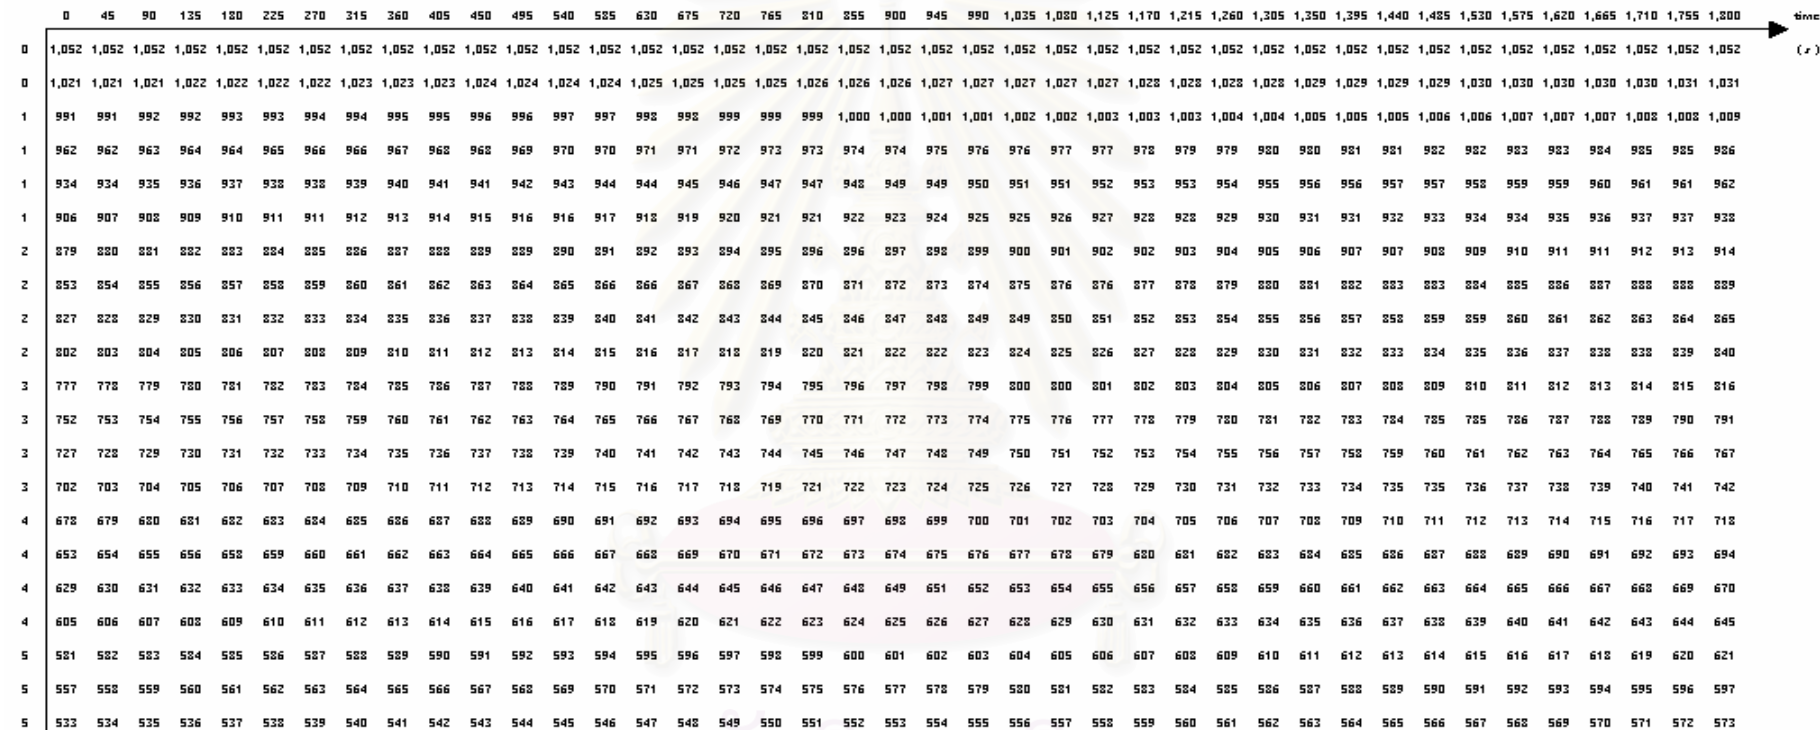 0 45 90 135 180 225 270 315 360 405 450 495 540 585 630 675 720 765 810 855 900 945 990 1,035 1,080 1,125 1,170 1,215 1,260 1,305 1,350 1,395 1,440 1,485 1,530 1,575 1,620 1,665 1,710 1,755 1,800 time
0 1,052 1,052 1,052 1,052 1,052 1,052 1,052 1,052 1,052 1,052 1,052 1,052 1,052 1,052 1,052 1,052 1,052 1,052 1,052 1,052 1,052 1,052 1,052 1,052 1,052 1,052 1,052 1,052 1,052 1,052 1,052 1,052 1,052 1,052 1,052 1,052 1,052 1,052 1,052 1,052 1,052 (s)
0 1,021 1,021 1,021 1,022 1,022 1,022 1,022 1,023 1,023 1,023 1,024 1,024 1,024 1,024 1,025 1,025 1,025 1,025 1,026 1,026 1,026 1,027 1,027 1,027 1,027 1,027 1,028 1,028 1,028 1,028 1,029 1,029 1,029 1,029 1,030 1,030 1,030 1,030 1,030 1,031 1,031
1 991 991 992 992 993 993 994 994 995 995 996 996 997 997 998 998 999 999 999 1,000 1,000 1,001 1,001 1,002 1,002 1,003 1,003 1,003 1,004 1,004 1,005 1,005 1,005 1,006 1,006 1,007 1,007 1,007 1,008 1,008 1,009
1 962 962 963 964 964 965 966 966 967 968 968 969 970 970 971 971 972 973 973 974 974 975 976 976 977 977 978 979 979 980 980 981 981 982 982 983 983 984 985 985 986
1 934 934 935 936 937 938 938 939 940 941 941 942 943 944 944 945 946 947 947 948 949 949 950 951 951 952 953 953 954 955 956 956 957 957 958 959 959 960 961 961 962
1 906 907 908 909 910 911 911 912 913 914 915 916 916 917 918 919 920 921 921 922 923 924 925 925 926 927 928 928 929 930 931 931 932 933 934 934 935 936 937 937 938
2 879 880 881 882 883 884 885 886 887 888 889 889 890 891 892 893 894 895 896 896 897 898 899 900 901 902 902 903 904 905 906 907 907 908 909 910 911 911 912 913 914
2 853 854 855 856 857 858 859 860 861 862 863 864 865 866 866 867 868 869 870 871 872 873 874 875 876 876 877 878 879 880 881 882 883 883 884 885 886 887 888 888 889
2 827 828 829 830 831 832 833 834 835 836 837 838 839 840 841 842 843 844 845 846 847 848 849 849 850 851 852 853 854 855 856 857 858 859 859 860 861 862 863 864 865
2 802 803 804 805 806 807 808 809 810 811 812 813 814 815 816 817 818 819 820 821 822 822 823 824 825 826 827 828 829 830 831 832 833 834 835 836 837 838 838 839 840
3 777 778 779 780 781 782 783 784 785 786 787 788 789 790 791 792 793 794 795 796 797 798 799 800 800 801 802 803 804 805 806 807 808 809 810 811 812 813 814 815 816
3 752 753 754 755 756 757 758 759 760 761 762 763 764 765 766 767 768 769 770 771 772 773 774 775 776 777 778 779 780 781 782 783 784 785 785 786 787 788 789 790 791
3 727 728 729 730 731 732 733 734 735 736 737 738 739 740 741 742 743 744 745 746 747 748 749 750 751 752 753 754 755 756 757 758 759 760 761 762 763 764 765 766 767
3 702 703 704 705 706 707 708 709 710 711 712 713 714 715 716 717 718 719 721 722 723 724 725 726 727 728 729 730 731 732 733 734 735 735 736 737 738 739 740 741 742
4 678 679 680 681 682 683 684 685 686 687 688 689 690 691 692 693 694 695 696 697 698 699 700 701 702 703 704 705 706 707 708 709 710 711 712 713 714 715 716 717 718
4 653 654 655 656 658 659 660 661 662 663 664 665 666 667 668 669 670 671 672 673 674 675 676 677 678 679 680 681 682 683 684 685 686 687 688 689 690 691 692 693 694
4 629 630 631 632 633 634 635 636 637 638 639 640 641 642 643 644 645 646 647 648 649 651 652 653 654 655 656 657 658 659 660 661 662 663 664 665 666 667 668 669 670
4 605 606 607 608 609 610 611 612 613 614 615 616 617 618 619 620 621 622 623 624 625 626 627 628 629 630 631 632 633 634 635 636 637 638 639 640 641 642 643 644 645
5 581 582 583 584 585 586 587 588 589 590 591 592 593 594 595 596 597 598 599 600 601 602 603 604 605 606 607 608 609 610 611 612 613 614 615 616 617 618 619 620 621
5 557 558 559 560 561 562 563 564 565 566 567 568 569 570 571 572 573 574 575 576 577 578 579 580 581 582 583 584 585 586 587 588 589 590 591 592 593 594 595 596 597
5 533 534 535 536 537 538 539 540 541 542 543 544 545 546 547 548 549 550 551 552 553 554 555 556 557 558 559 560 561 562 563 564 565 566 567 568 569 570 571 572 573